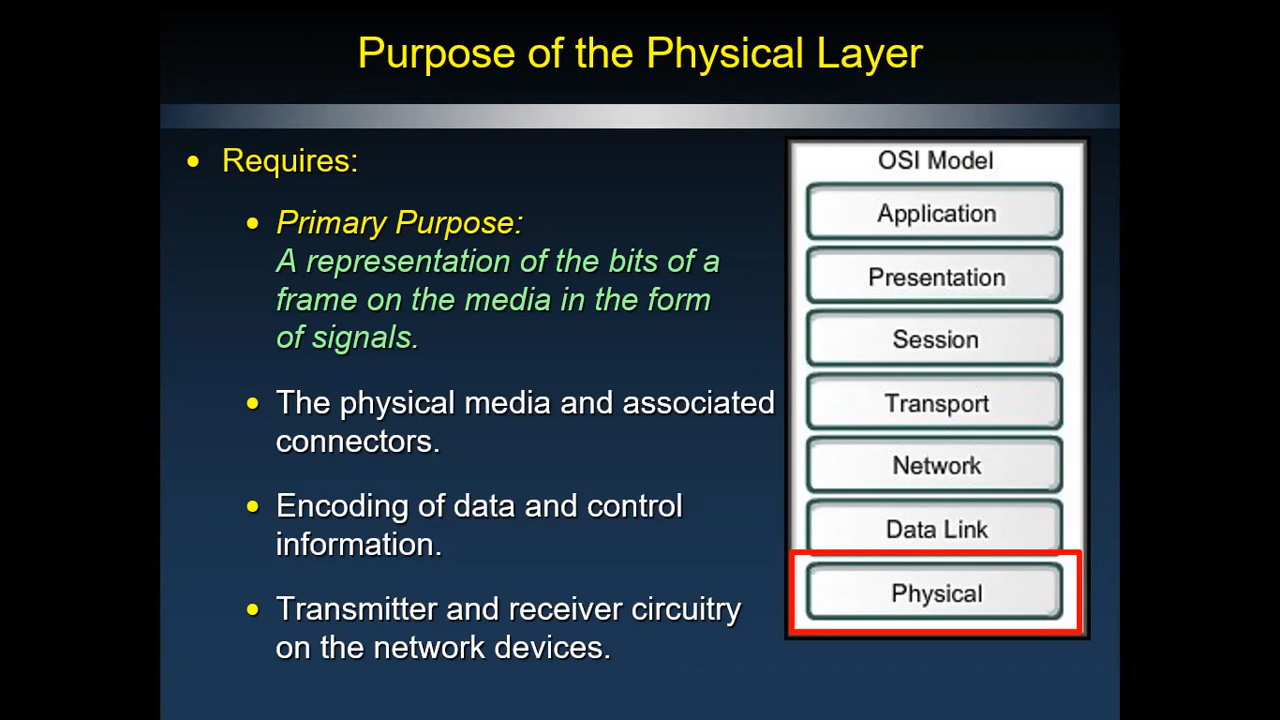 Purpose of the Physical Layer
Requires:
Primary Purpose:
A representation of the bits of a
frame on the media in the form
of signals.
The physical media and associated
connectors.
Encoding of data and control
information.
Transmitter and receiver circuitry
on the network devices.
OSI Model
Application
Presentation
Session
Transport
Network
Data Link
Physical